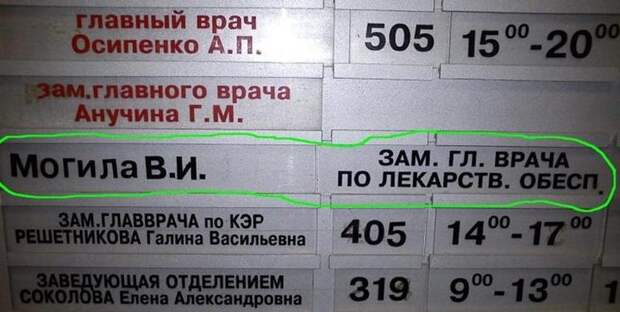 главный врач
Осипенко А.П.
505
15⁰⁰-20⁰⁰
зам.главного врача
Анучина Г.М.
Могила В.И.
ЗАМ. ГЛ. ВРАЧА
ПО ЛЕКАРСТВ. ОБЕСП.
ЗАМ.ГЛАВВРАЧА по КЭР
РЕШЕТНИКОВА Галина Васильевна
405
14⁰⁰-17⁰⁰
ЗАВЕДУЮЩАЯ ОТДЕЛЕНИЕМ
СОКОЛОВА Елена Александровна
319
9⁰⁰-13⁰⁰
1